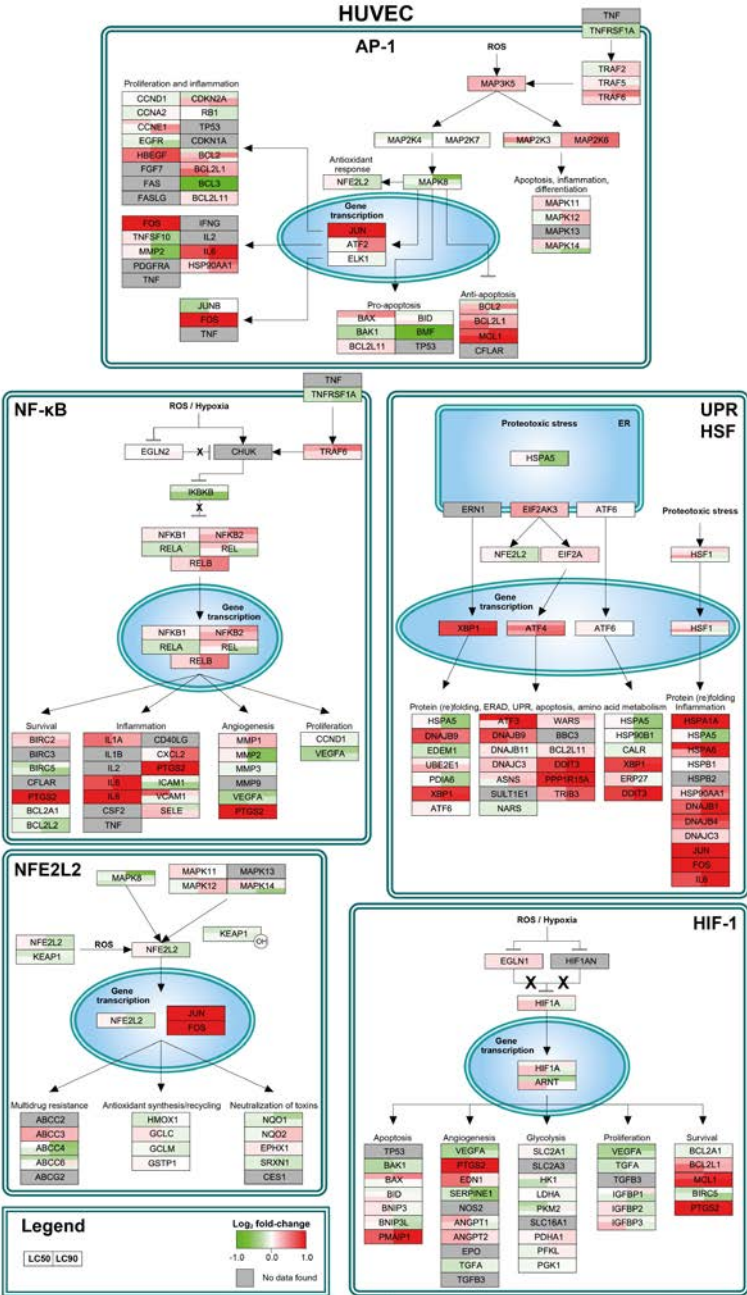 HUVEC
AP-1
TNF
TNFRSF1A
ROS
TRAF2
TRAF5
TRAF6
MAP3K5
Proliferation and inflammation
CCND1 CDKN2A
CCNA2 RB1
CCNE1 TP53
EGFR CDKN1A
HBEGF BCL2
FGF7 BCL2L1
FAS BCL3
FASLG BCL2L11
MAP2K4 MAP2K7
MAP2K3 MAP2K6
Antioxidant
response
NFE2L2
MAPK8
Apoptosis, inflammation,
differentiation
MAPK11
MAPK12
MAPK13
MAPK14
Gene
transcription
JUN
ATF2
ELK1
FOS IFNG
TNFSF10 IL2
MMP2 IL6
PDGFRA HSP90AA1
TNF
JUNB
FOS
TNF
Pro-apoptosis
BAX BID
BAK1 BMF
BCL2L11 TP53
Anti-apoptosis
BCL2
BCL2L1
MCL1
CFLAR
NF-κB
TNF
TNFRSF1A
ROS / Hypoxia
EGLN2
X
CHUK
TRAF6
IKBKB
X
NFKB1 NFKB2
RELA REL
RELB
Gene
transcription
NFKB1 NFKB2
RELA REL
RELB
Survival
BIRC2
BIRC3
BIRC5
CFLAR
PTGS2
BCL2A1
BCL2L2
Inflammation
IL1A CD40LG
IL1B CXCL2
IL2 PTGS2
IL6 ICAM1
IL8 VCAM1
CSF2 SELE
TNF
Angiogenesis
MMP1
MMP2
MMP3
MMP9
VEGFA
PTGS2
Proliferation
CCND1
VEGFA
UPR
HSF
Proteotoxic stress
ER
HSPA5
ERN1
EIF2AK3
ATF6
Proteotoxic stress
NFE2L2
EIF2A
HSF1
Gene
transcription
XBP1
ATF4
ATF6
HSF1
Protein (re)folding, ERAD, UPR, apoptosis, amino acid metabolism
HSPA5
DNAJB9
EDEM1
UBE2E1
PDIA6
XBP1
ATF6
ATF3 WARS
DNAJB9 BBC3
DNAJB11 BCL2L11
DNAJC3 DDIT3
ASNS PPP1R15A
SULT1E1 TRIB3
NARS
HSPA5
HSP90B1
CALR
XBP1
ERP27
DDIT3
Protein (re)folding
Inflammation
HSPA1A
HSPA5
HSPA6
HSPB1
HSPB2
HSP90AA1
DNAJB1
DNAJB4
DNAJC3
JUN
FOS
IL6
NFE2L2
MAPK8
MAPK11 MAPK13
MAPK12 MAPK14
NFE2L2
KEAP1
ROS
NFE2L2
KEAP1
OH
Gene
transcription
NFE2L2
JUN
FOS
Multidrug resistance
ABCC2
ABCC3
ABCC4
ABCC6
ABCG2
Antioxidant synthesis/recycling
HMOX1
GCLC
GCLM
GSTP1
Neutralization of toxins
NQO1
NQO2
EPHX1
SRXN1
CES1
HIF-1
ROS / Hypoxia
EGLN1
HIF1AN
X X
HIF1A
Gene
transcription
HIF1A
ARNT
Apoptosis
TP53
BAK1
BAX
BID
BNIP3
BNIP3L
PMAIP1
Angiogenesis
VEGFA
PTGS2
EDN1
SERPINE1
NOS2
ANGPT1
ANGPT2
EPO
TGFA
TGFB3
Glycolysis
SLC2A1
SLC2A3
HK1
LDHA
PKM2
SLC16A1
PDHA1
PFKL
PGK1
Proliferation
VEGFA
TGFA
TGFB3
IGFBP1
IGFBP2
IGFBP3
Survival
BCL2A1
BCL2L1
MCL1
BIRC5
PTGS2
Legend
LC50 LC90
Log₂ fold-change
-1.0 0.0 1.0
No data found